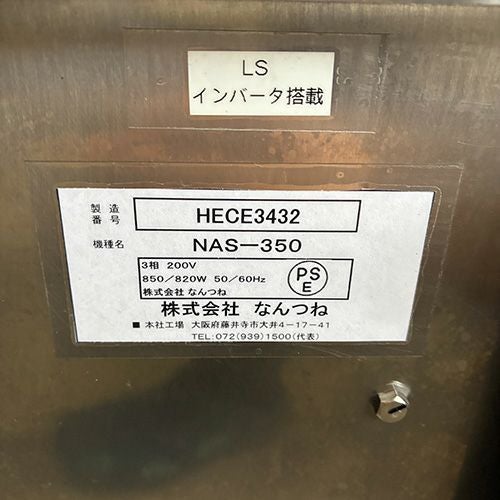 LS
インバータ搭載
製造番号 HECE3432
機種名 NAS-350
3相 200V
850/820W 50/60Hz
株式会社 なんつね
PS
E
株式会社 なんつね
■ 本社工場 大阪府藤井寺市大井4-17-41
TEL:072(939)1500(代表)